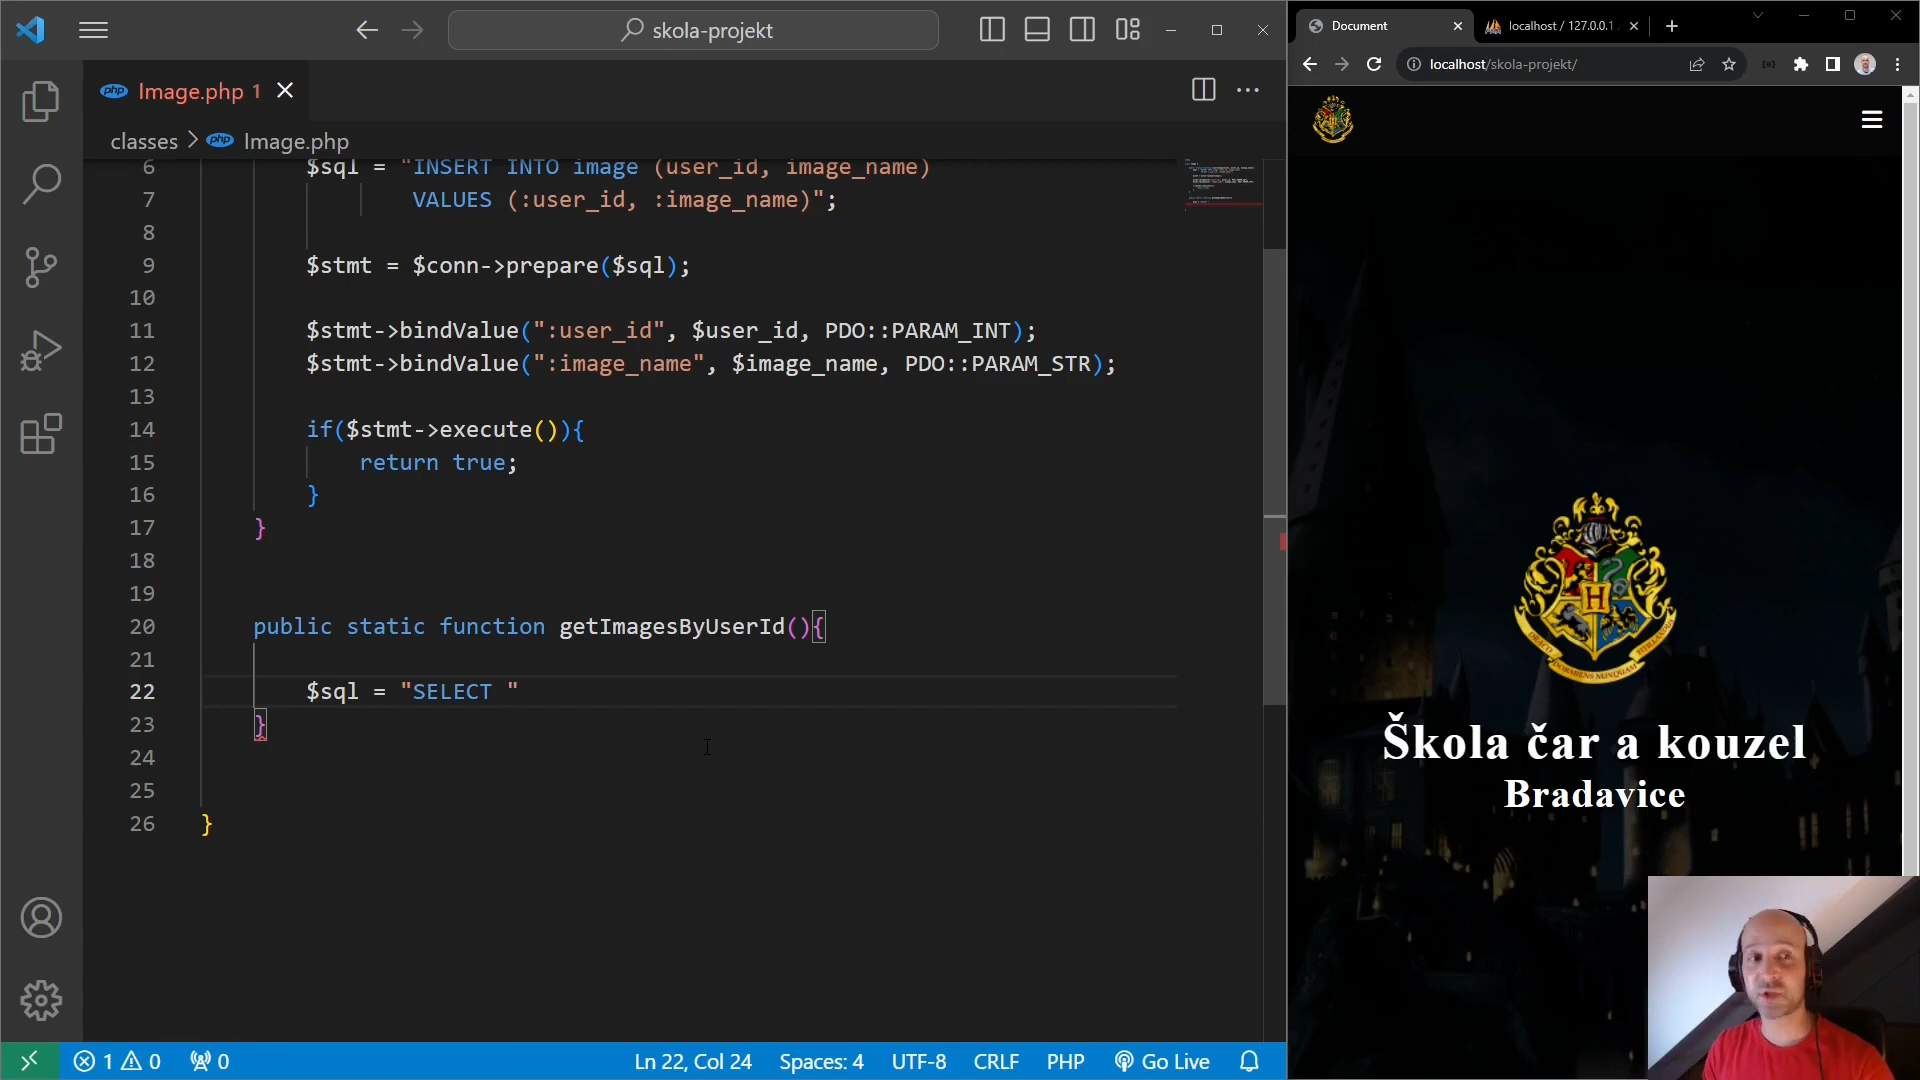 skola-projekt
Image.php 1
classes > Image.php
6 $sql = "INSERT INTO image (user_id, image_name)
7 VALUES (:user_id, :image_name)";
8
9 $stmt = $conn->prepare($sql);
10
11 $stmt->bindValue(":user_id", $user_id, PDO::PARAM_INT);
12 $stmt->bindValue(":image_name", $image_name, PDO::PARAM_STR);
13
14 if($stmt->execute()){
15 return true;
16 }
17 }
18
19
20 public static function getImagesByUserId(){
21
22 $sql = "SELECT "
23 }
24
25
26 }
1 0 0
Ln 22, Col 24 Spaces: 4 UTF-8 CRLF PHP Go Live
Document
localhost / 127.0.0.1
localhost/skola-projekt/
Škola čar a kouzel
Bradavice